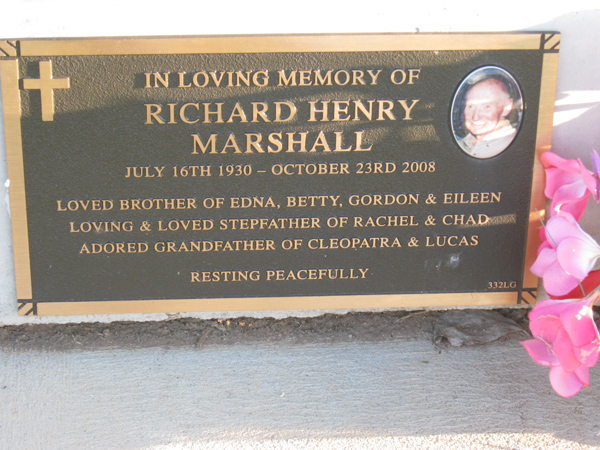 IN LOVING MEMORY OF
RICHARD HENRY
MARSHALL
JULY 16TH 1930 – OCTOBER 23RD 2008
LOVED BROTHER OF EDNA, BETTY, GORDON & EILEEN
LOVING & LOVED STEPFATHER OF RACHEL & CHAD
ADORED GRANDFATHER OF CLEOPATRA & LUCAS
RESTING PEACEFULLY
332LG